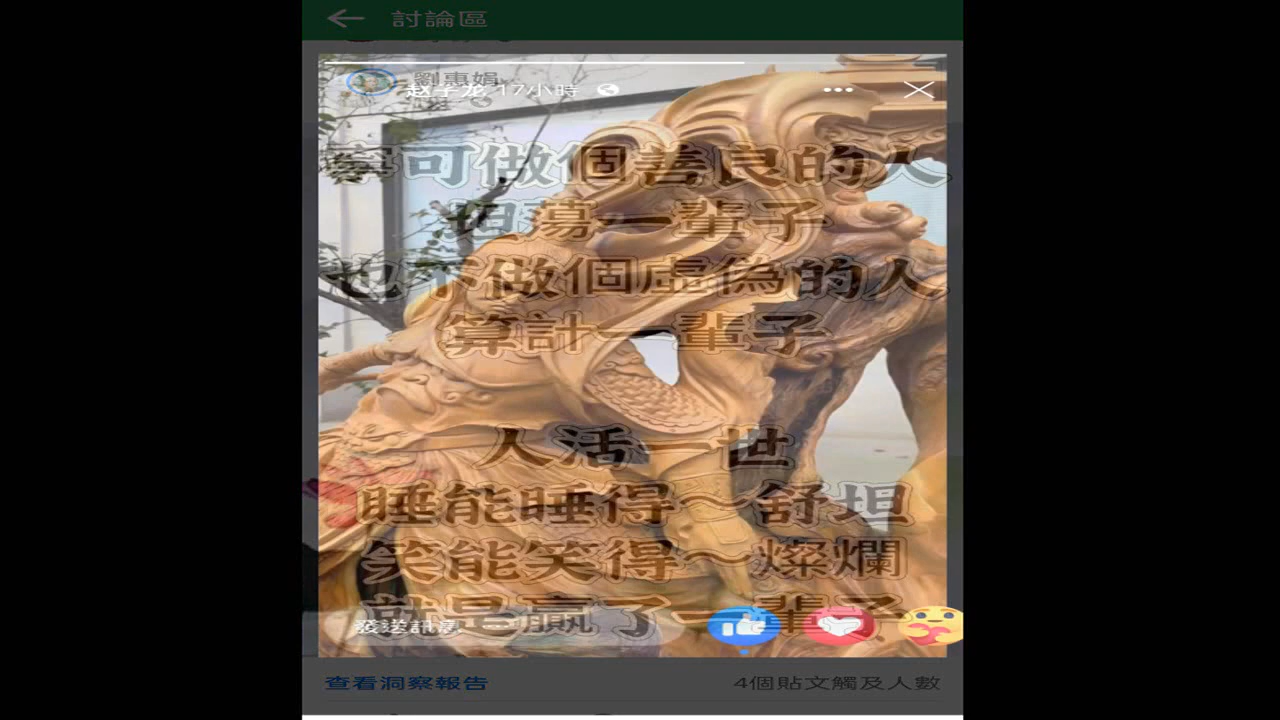 討論區
劉惠娟
赵子龙 17小時
寧可做個善良的人
坦蕩一輩子
也不做個虛偽的人
算計一輩子
人活一世
睡能睡得～舒坦
笑能笑得～燦爛
就是贏了一輩子
發送訊息⋯
查看洞察報告
4個貼文觸及人數